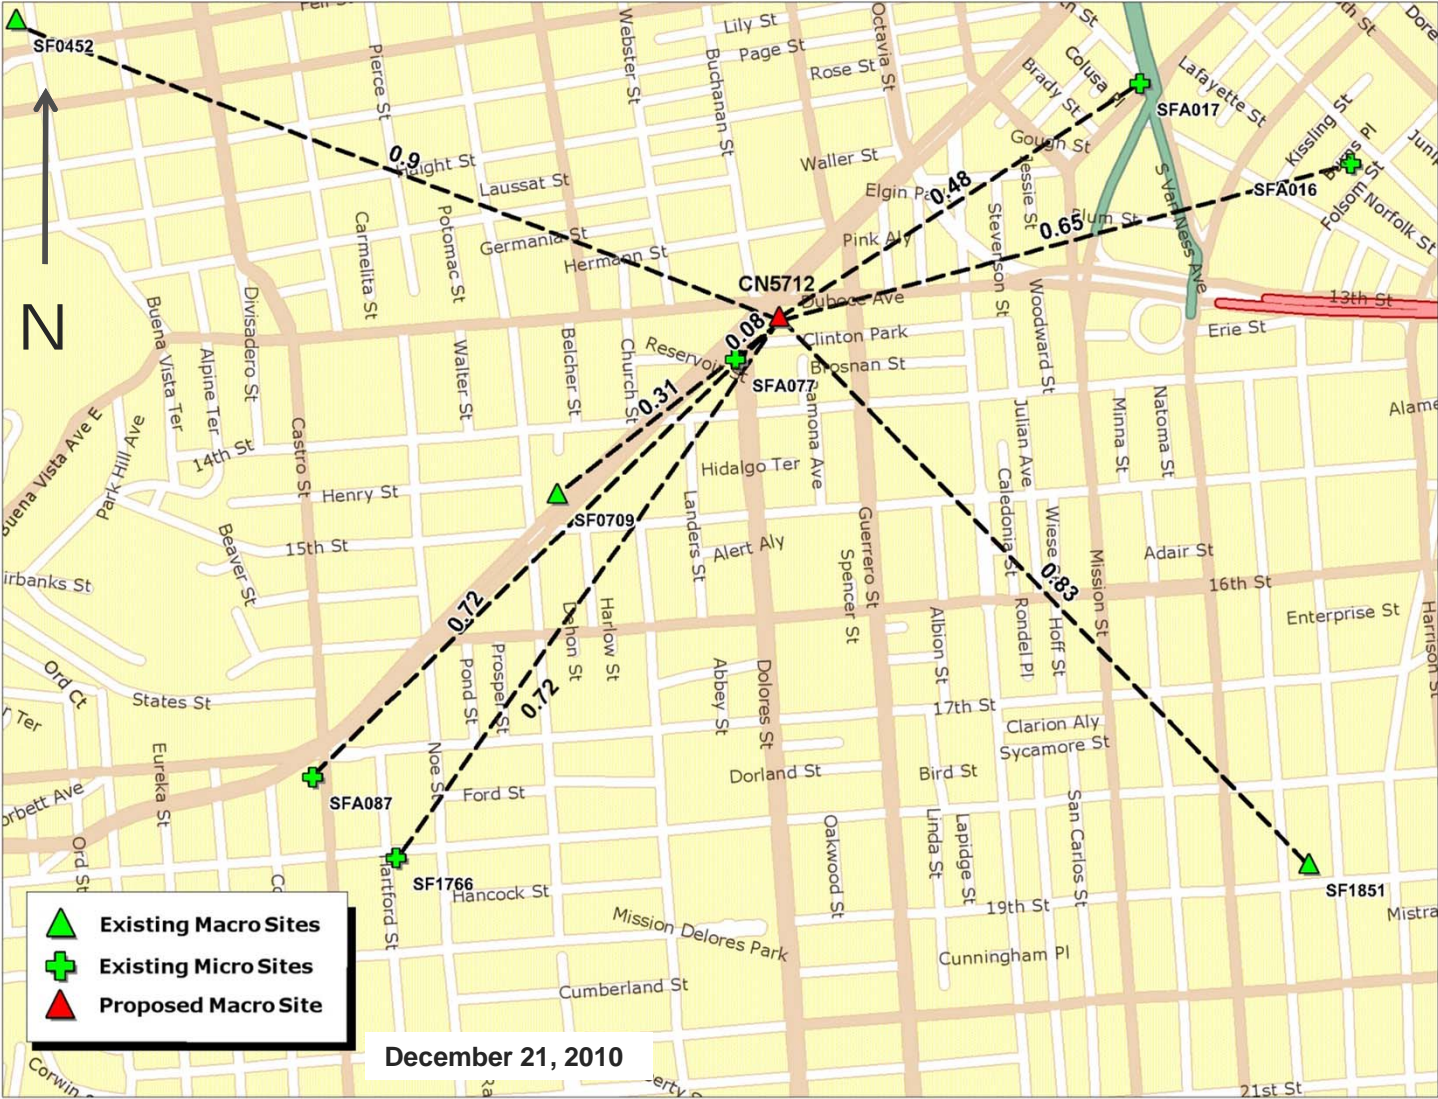 SF0452
N
Pierce St
Webster St
Lily St
Page St
Buchanan St
Rose St
Octavia St
Colusa Pl
Brady St
Lafayette St
SFA017
Kissling St
Burns Pl
Gough St
Waller St
0.9
Haight St
Laussat St
Elgin Pa
0.48
Jessie St
S Van Ness Ave
SFA016
Folsom St
Norfolk St
Carmelita St
Potomac St
Germania St
Hermann St
Pink Aly
Stevenson St
0.65
Plum St
CN5712
Duboce Ave
13th St
Woodward St
Erie St
Buena Vista Ter
Divisadero St
Alpine Ter
Walter St
Belcher St
Church St
Reservoir St
0.08
Clinton Park
Brosnan St
SFA077
Ramona Ave
0.31
Buena Vista Ave E
Park Hill Ave
14th St
Castro St
Henry St
Hidalgo Ter
Julian Ave
Minna St
Natoma St
Alame
SF0709
Landers St
Alert Aly
Guerrero St
Spencer St
Caledonia St
Wiese S
Mission St
Adair St
15th St
Beaver St
irbanks St
0.72
0.83
16th St
Enterprise St
Harrison St
Dehon St
Harlow St
Albion St
Rondel Pl
Hoff St
Ord Ct
States St
r Ter
Pond St
Prosper St
0.72
Abbey St
Dolores St
17th St
Clarion Aly
Sycamore St
Eureka St
Noe St
Dorland St
Bird St
SFA087
Ford St
orbett Ave
Ord St
Oakwood St
Linda St
Lapidge St
San Carlos St
SF1766
Hartford St
Hancock St
SF1851
19th St
Mistra
Mission Delores Park
Cunningham Pl
Cumberland St
Existing Macro Sites
Existing Micro Sites
Proposed Macro Site
December 21, 2010
Corwin
erty S
21st St